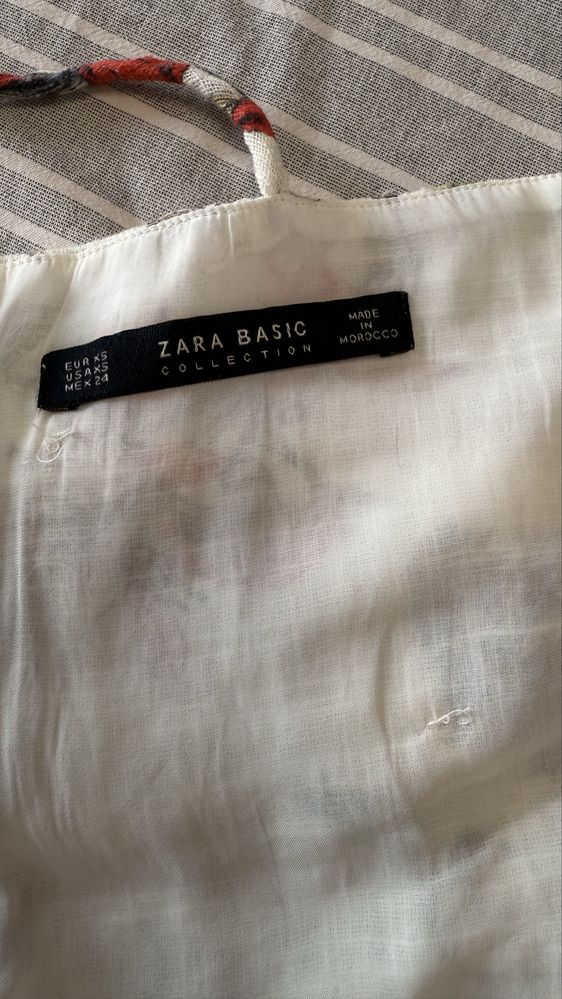 EUR XS
USA XS
MEX 24
ZARA BASIC
COLLECTION
MADE
IN
MOROCCO